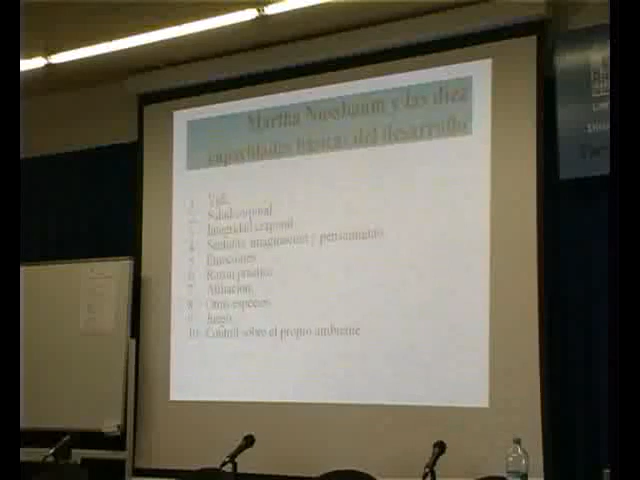 Martha Nussbaum y las diez
capacidades básicas del desarrollo
1. Vida
2. Salud corporal
3. Integridad corporal
4. Sentidos, imaginación y pensamiento
5. Emociones
6. Razón práctica
7. Afiliación
8. Otras especies
9. Juego
10. Control sobre el propio ambiente